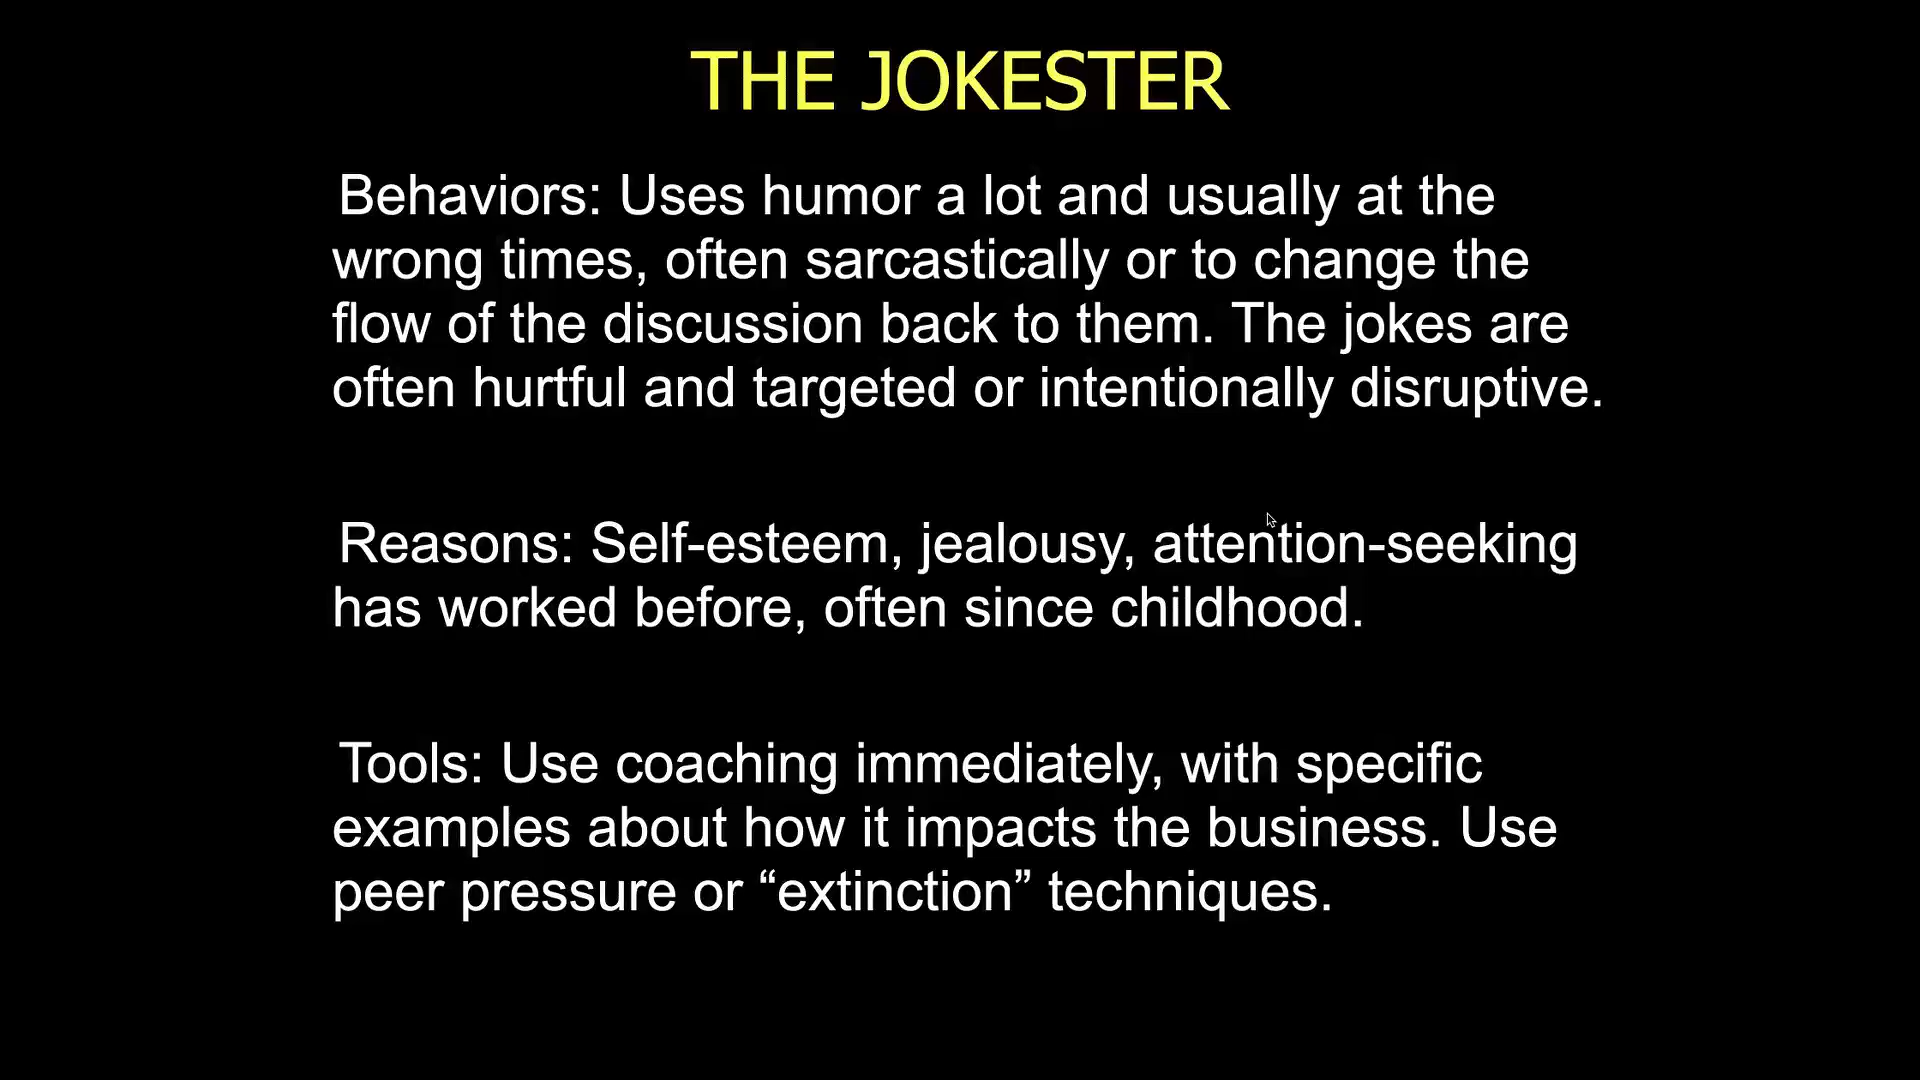 THE JOKESTER
Behaviors: Uses humor a lot and usually at the
wrong times, often sarcastically or to change the
flow of the discussion back to them. The jokes are
often hurtful and targeted or intentionally disruptive.
Reasons: Self-esteem, jealousy, attention-seeking
has worked before, often since childhood.
Tools: Use coaching immediately, with specific
examples about how it impacts the business. Use
peer pressure or “extinction” techniques.